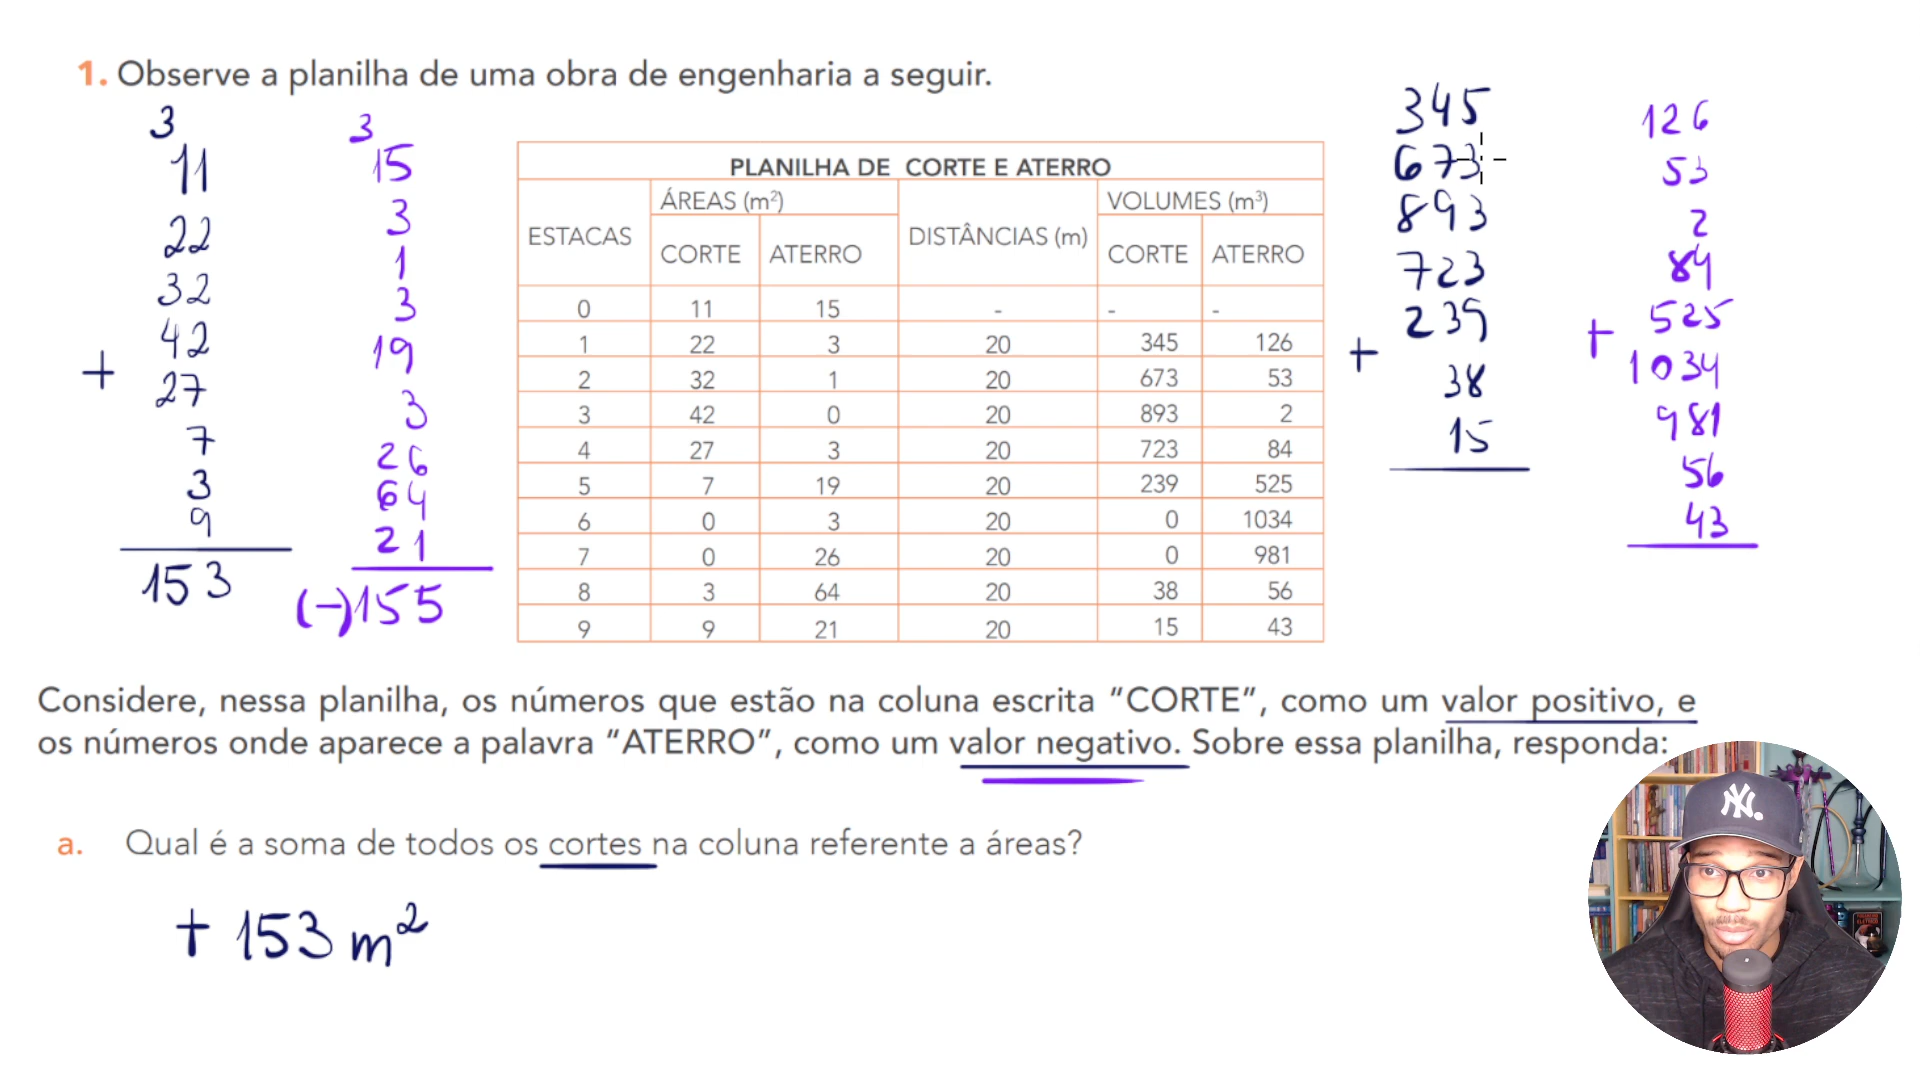 1. Observe a planilha de uma obra de engenharia a seguir.
3
11
22
32
42
+ 27
7
3
9
153
3
15
3
1
3
19
3
26
64
21
(-)155
PLANILHA DE CORTE E ATERRO
ESTACAS ÁREAS (m²) DISTÂNCIAS (m) VOLUMES (m³)
CORTE ATERRO CORTE ATERRO
0 11 15 - - -
1 22 3 20 345 126
2 32 1 20 673 53
3 42 0 20 893 2
4 27 3 20 723 84
5 7 19 20 239 525
6 0 3 20 0 1034
7 0 26 20 0 981
8 3 64 20 38 56
9 9 21 20 15 43
345
673
893
723
239
+ 38
15
126
53
2
84
+ 525
1034
981
56
43
Considere, nessa planilha, os números que estão na coluna escrita “CORTE”, como um valor positivo, e
os números onde aparece a palavra “ATERRO”, como um valor negativo. Sobre essa planilha, responda:
a. Qual é a soma de todos os cortes na coluna referente a áreas?
+ 153 m²
NY